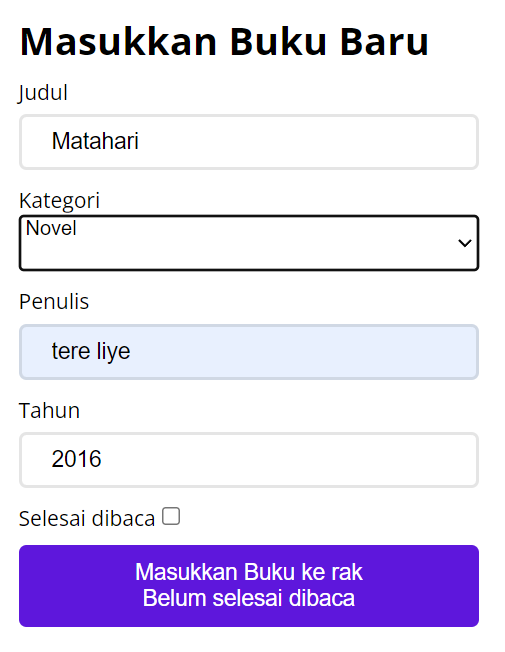 Masukkan Buku Baru
Judul
Matahari
Kategori
Novel
Penulis
tere liye
Tahun
2016
Selesai dibaca
Masukkan Buku ke rak
Belum selesai dibaca